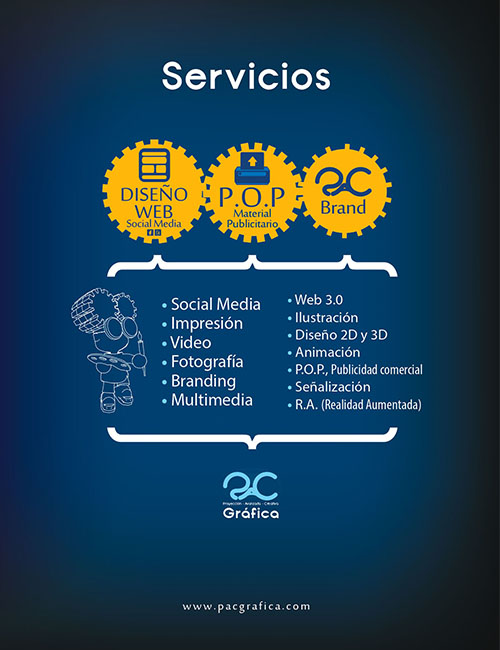 Servicios
DISEÑO
WEB
Social Media
P.O.P
Material
Publicitario
Brand
• Social Media
• Impresión
• Video
• Fotografía
• Branding
• Multimedia
• Web 3.0
• Ilustración
• Diseño 2D y 3D
• Animación
• P.O.P., Publicidad comercial
• Señalización
• R.A. (Realidad Aumentada)
Gráfica
www.pacgrafica.com